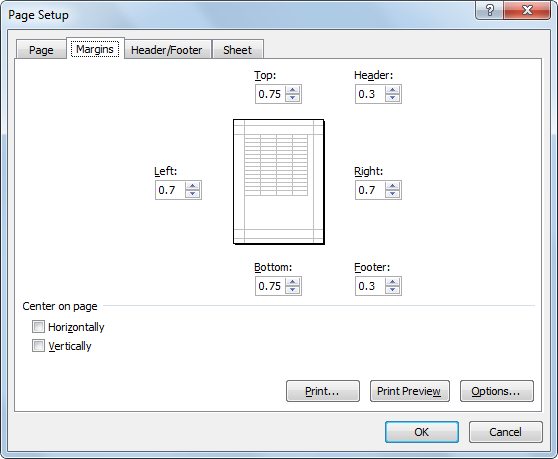 Page Setup
Page Margins Header/Footer Sheet
Top: Header:
0.75 0.3
Left: Right:
0.7 0.7
Bottom: Footer:
0.75 0.3
Center on page
Horizontally
Vertically
Print... Print Preview Options...
OK Cancel